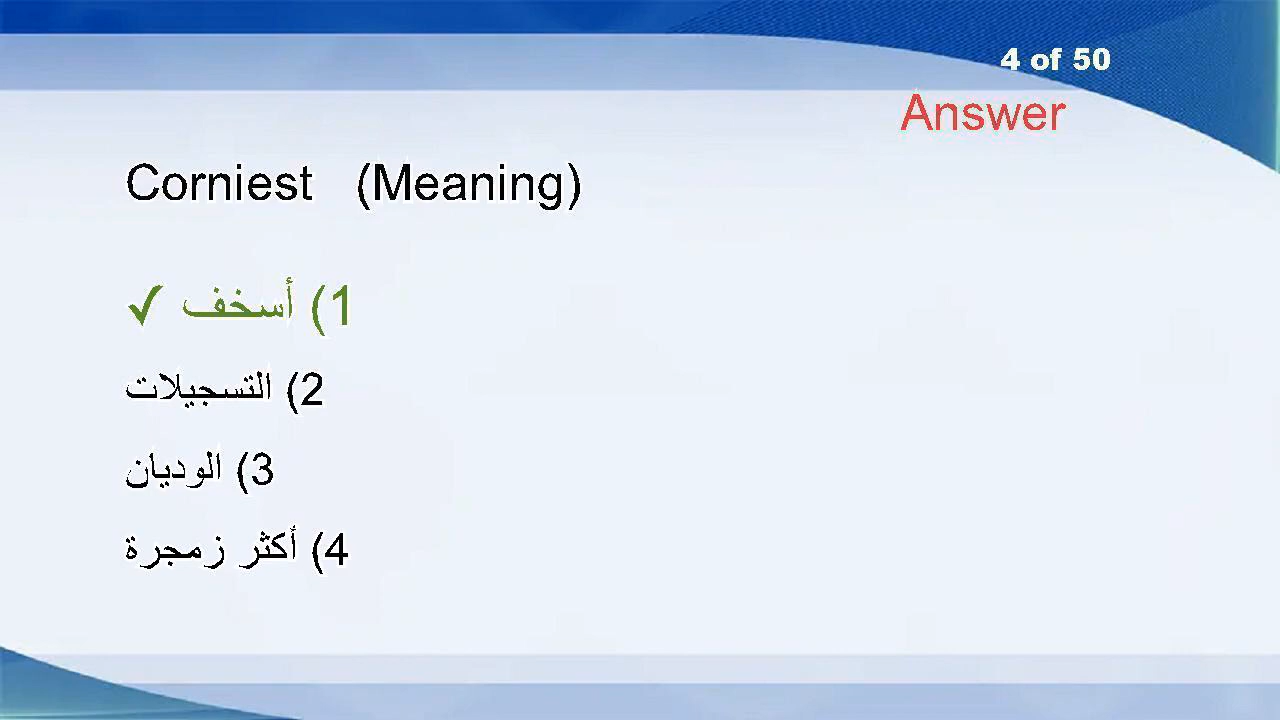 4 of 50
Answer
Corniest (Meaning)
1) أسخف ✓
2) التسجيلات
3) الوديان
4) أكثر زمجرة